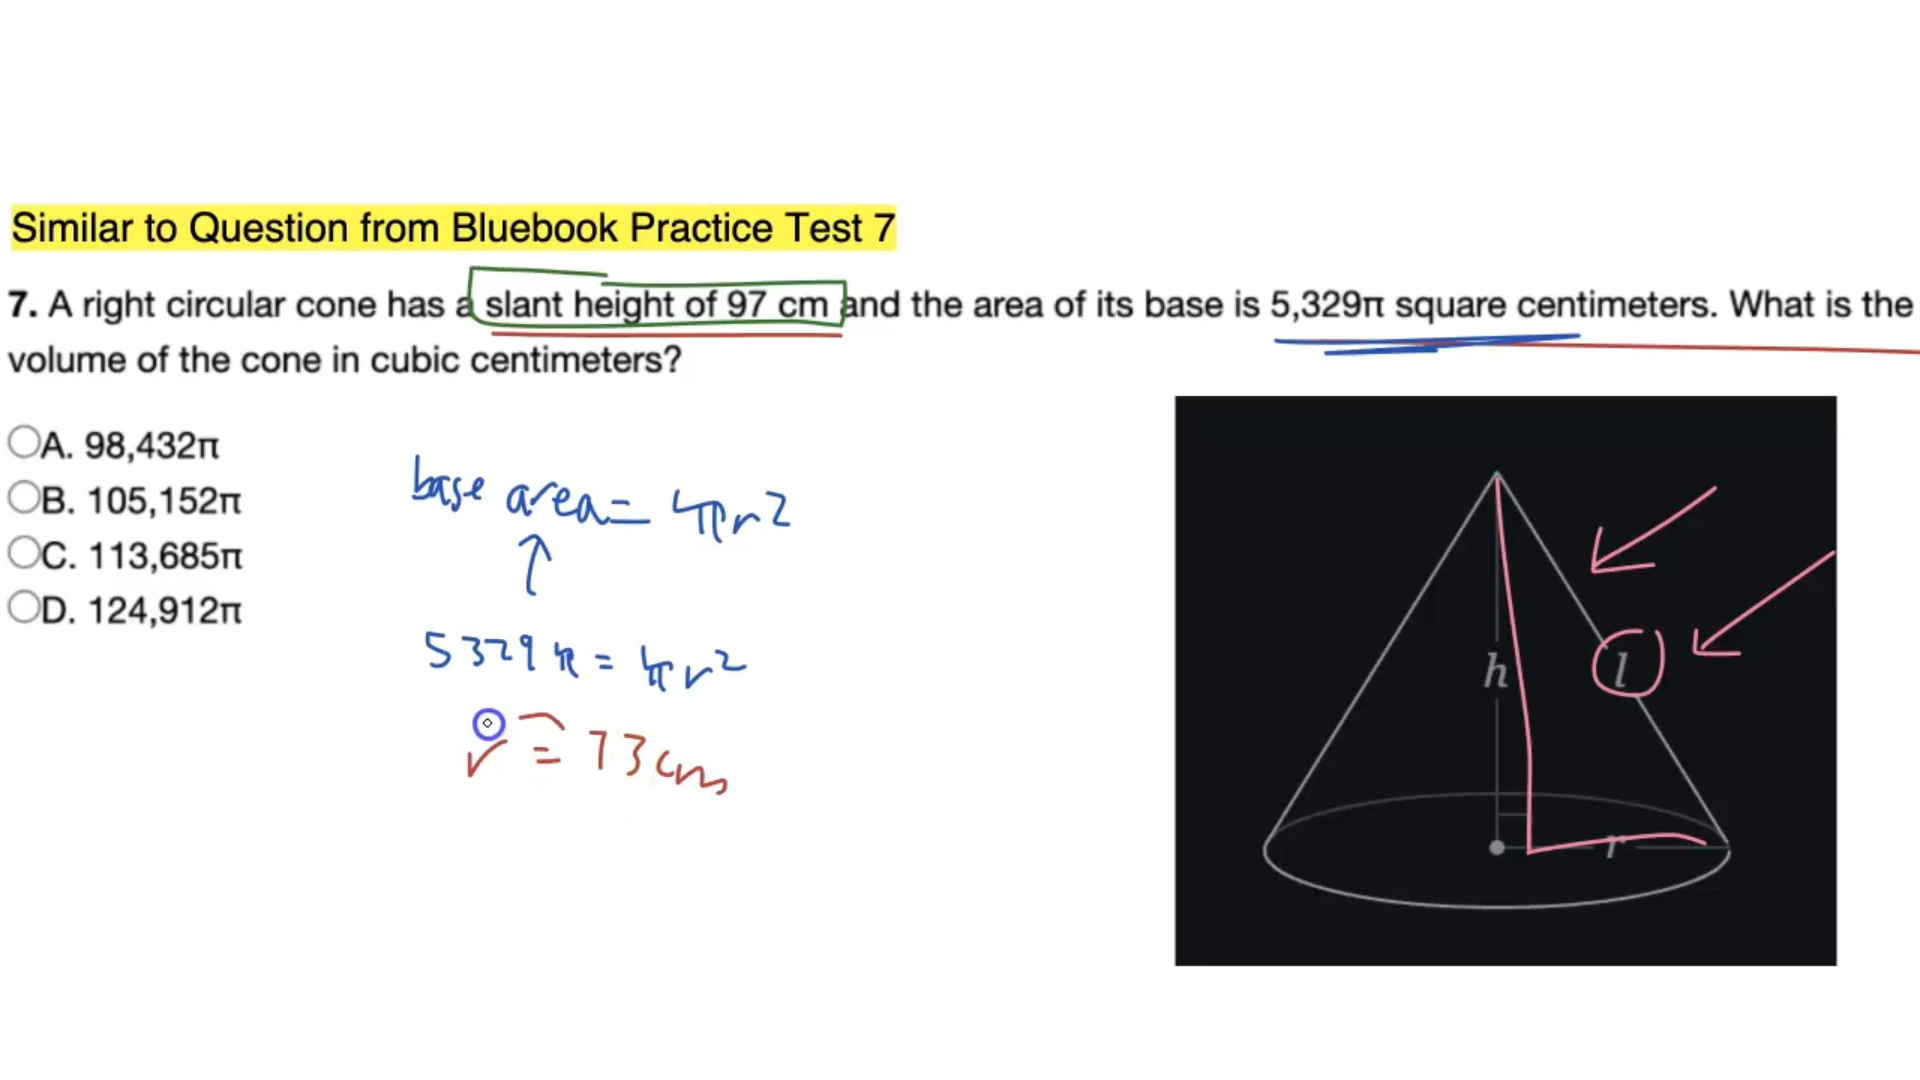 Similar to Question from Bluebook Practice Test 7
7. A right circular cone has a slant height of 97 cm and the area of its base is 5,329π square centimeters. What is the
volume of the cone in cubic centimeters?
A. 98,432π
B. 105,152π
C. 113,685π
D. 124,912π
base area = πr²
5329π = πr²
r = 73cm
h
l
r